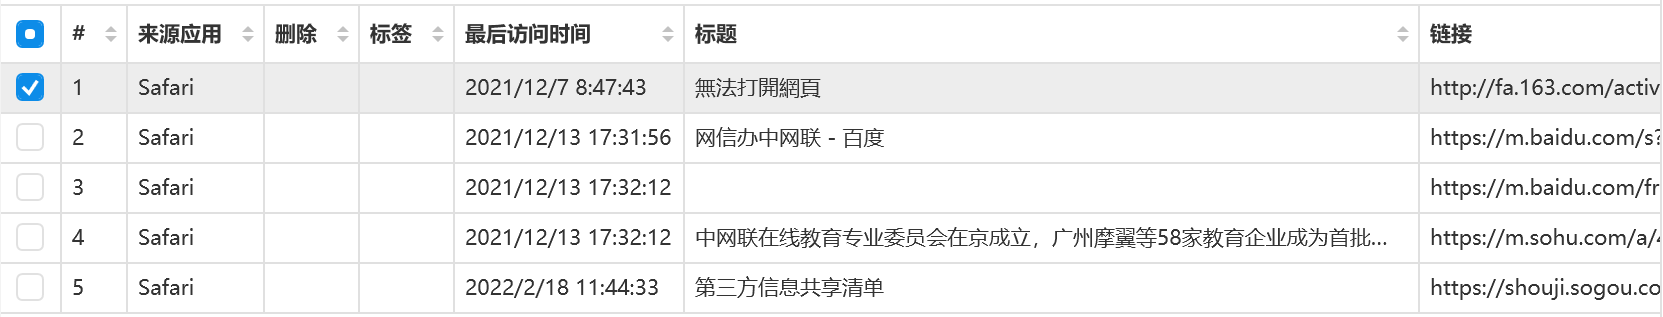 # 来源应用 删除 标签 最后访问时间 标题 链接
1 Safari 2021/12/7 8:47:43 無法打開網頁 http://fa.163.com/activ
2 Safari 2021/12/13 17:31:56 网信办中网联 - 百度 https://m.baidu.com/s?
3 Safari 2021/12/13 17:32:12 https://m.baidu.com/fr
4 Safari 2021/12/13 17:32:12 中网联在线教育专业委员会在京成立，广州摩翼等58家教育企业成为首批... https://m.sohu.com/a/4
5 Safari 2022/2/18 11:44:33 第三方信息共享清单 https://shouji.sogou.co